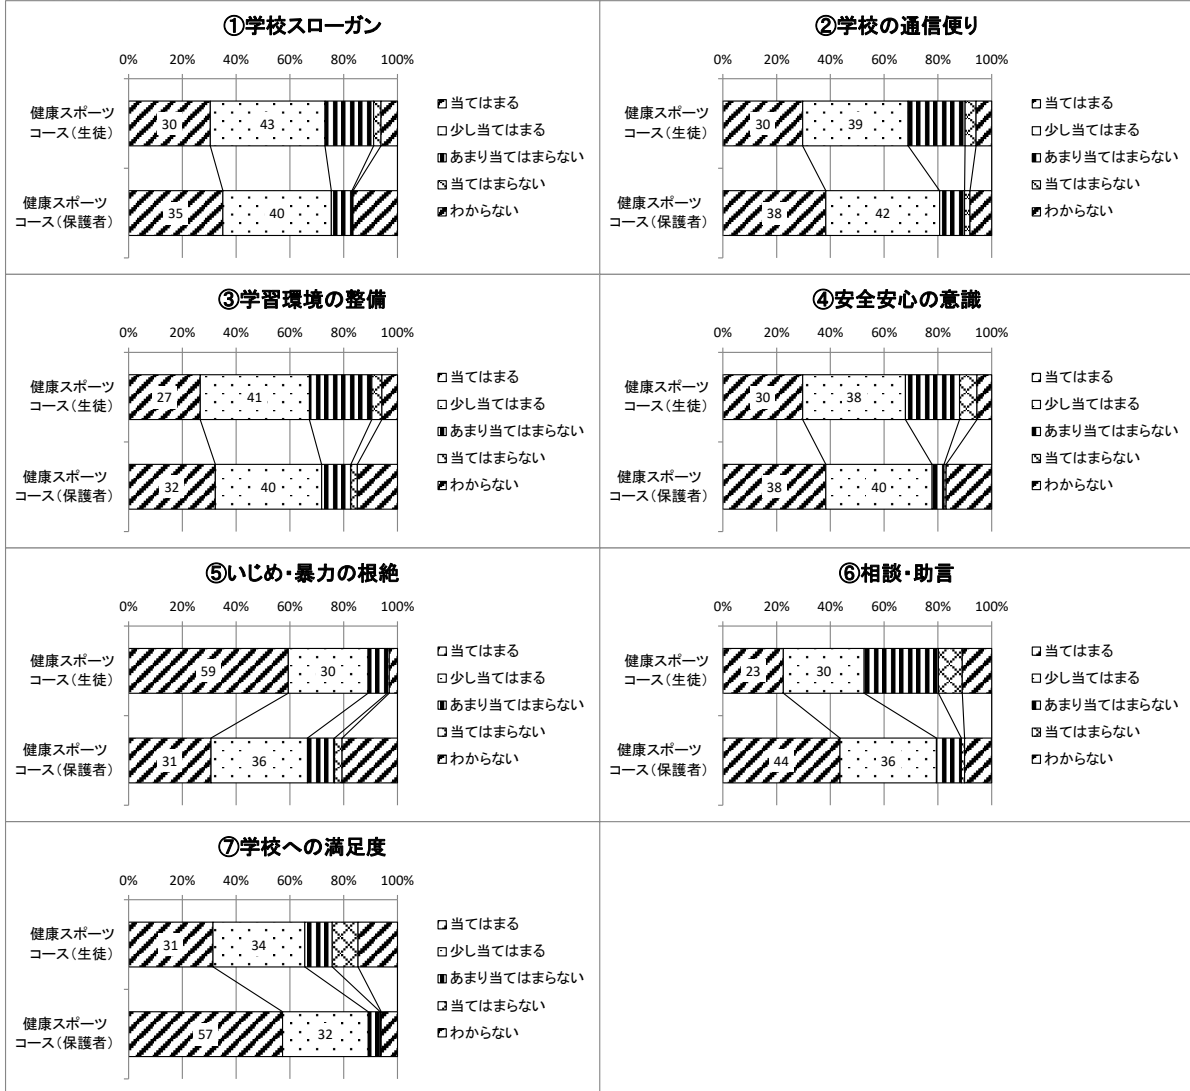 ①学校スローガン
0% 20% 40% 60% 80% 100%
健康スポーツ
コース(生徒)
30 43
健康スポーツ
コース(保護者)
35 40
当てはまる
少し当てはまる
あまり当てはまらない
当てはまらない
わからない
②学校の通信便り
0% 20% 40% 60% 80% 100%
健康スポーツ
コース(生徒)
30 39
健康スポーツ
コース(保護者)
38 42
当てはまる
少し当てはまる
あまり当てはまらない
当てはまらない
わからない
③学習環境の整備
0% 20% 40% 60% 80% 100%
健康スポーツ
コース(生徒)
27 41
健康スポーツ
コース(保護者)
32 40
当てはまる
少し当てはまる
あまり当てはまらない
当てはまらない
わからない
④安全安心の意識
0% 20% 40% 60% 80% 100%
健康スポーツ
コース(生徒)
30 38
健康スポーツ
コース(保護者)
38 40
当てはまる
少し当てはまる
あまり当てはまらない
当てはまらない
わからない
⑤いじめ・暴力の根絶
0% 20% 40% 60% 80% 100%
健康スポーツ
コース(生徒)
59 30
健康スポーツ
コース(保護者)
31 36
当てはまる
少し当てはまる
あまり当てはまらない
当てはまらない
わからない
⑥相談・助言
0% 20% 40% 60% 80% 100%
健康スポーツ
コース(生徒)
23 30
健康スポーツ
コース(保護者)
44 36
当てはまる
少し当てはまる
あまり当てはまらない
当てはまらない
わからない
⑦学校への満足度
0% 20% 40% 60% 80% 100%
健康スポーツ
コース(生徒)
31 34
健康スポーツ
コース(保護者)
57 32
当てはまる
少し当てはまる
あまり当てはまらない
当てはまらない
わからない